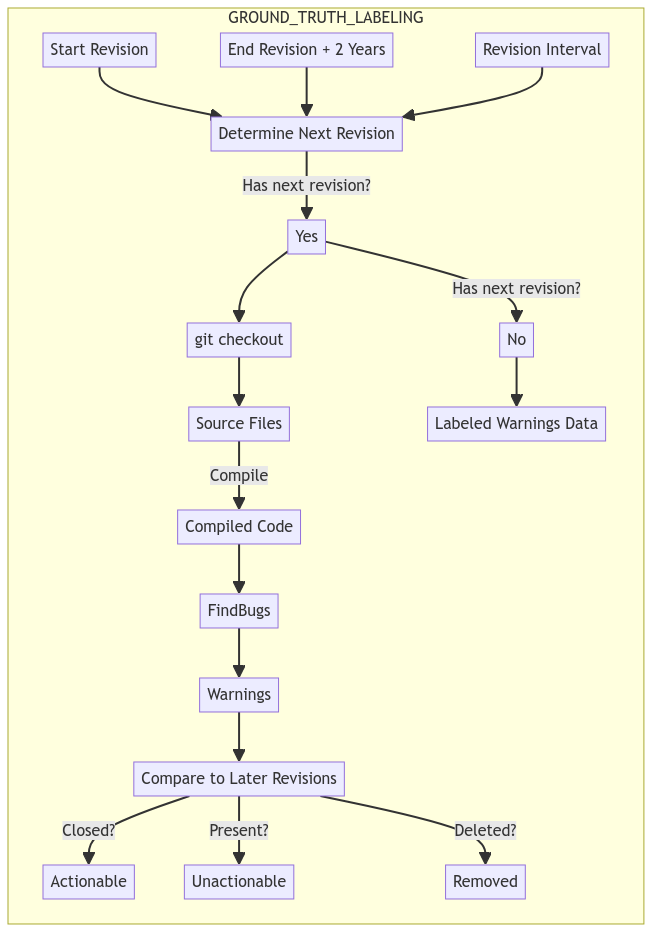 GROUND_TRUTH_LABELING
Start Revision
End Revision + 2 Years
Revision Interval
Determine Next Revision
Has next revision?
Yes
Has next revision?
git checkout
No
Source Files
Labeled Warnings Data
Compile
Compiled Code
FindBugs
Warnings
Compare to Later Revisions
Closed?
Present?
Deleted?
Actionable
Unactionable
Removed